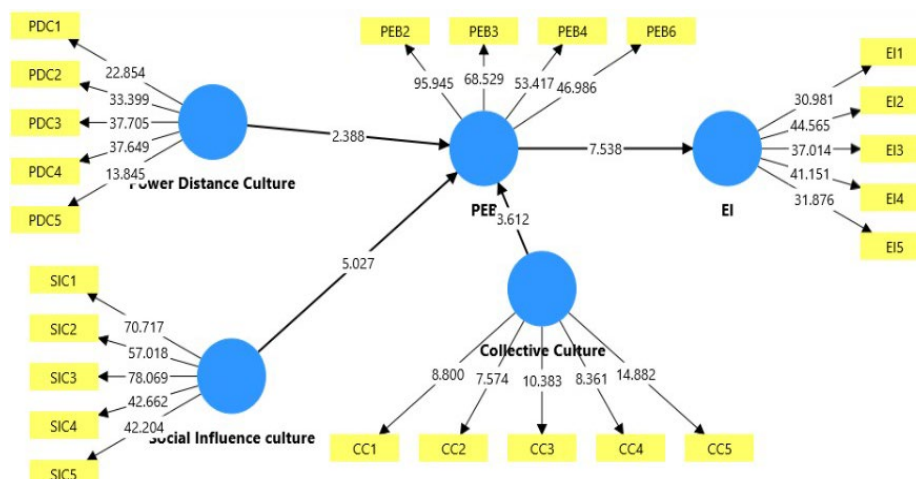 PDC1
PDC2
PDC3
PDC4
PDC5
22.854
33.399
37.705
37.649
13.845
Power Distance Culture
2.388
PEB2
PEB3
PEB4
PEB6
95.945
68.529
53.417
46.986
PEB
7.538
EI
30.981
44.565
37.014
41.151
31.876
EI1
EI2
EI3
EI4
EI5
3.612
5.027
SIC1
SIC2
SIC3
SIC4
SIC5
70.717
57.018
78.069
42.662
42.204
Social Influence culture
Collective Culture
8.800
7.574
10.383
8.361
14.882
CC1
CC2
CC3
CC4
CC5